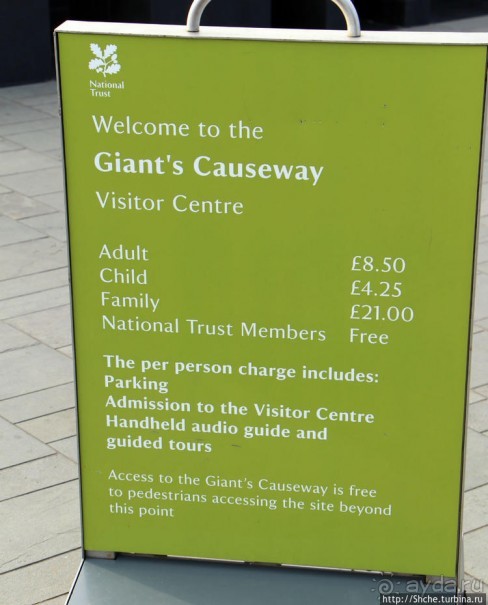 National
Trust
Welcome to the
Giant's Causeway
Visitor Centre
Adult £8.50
Child £4.25
Family £21.00
National Trust Members Free
The per person charge includes:
Parking
Admission to the Visitor Centre
Handheld audio guide and
guided tours
Access to the Giant's Causeway is free
to pedestrians accessing the site beyond
this point
ayda.ru
http://Shche.turbina.ru